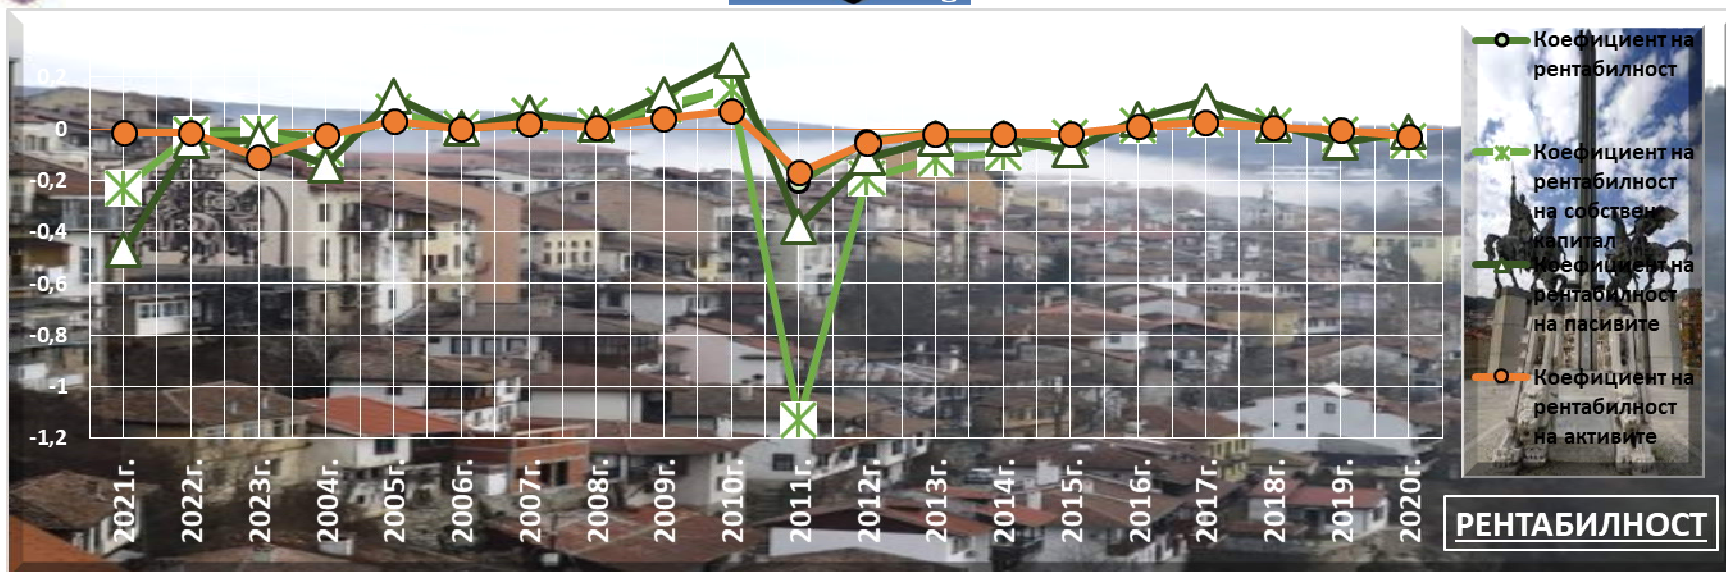 0,2
0
-0,2
-0,4
-0,6
-0,8
-1
-1,2
2021г.
2022г.
2023г.
2004г.
2005г.
2006г.
2007г.
2008г.
2009г.
2010г.
2011г.
2012г.
2013г.
2014г.
2015г.
2016г.
2017г.
2018г.
2019г.
2020г.
Коефициент на
рентабилност
Коефициент на
рентабилност
на собствен
капитал
Коефициент на
рентабилност
на пасивите
Коефициент на
рентабилност
на активите
РЕНТАБИЛНОСТ